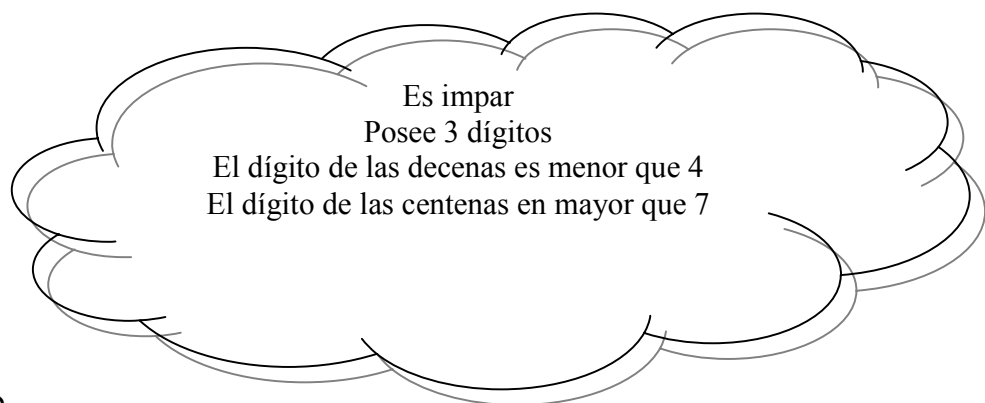 Es impar
Posee 3 dígitos
El dígito de las decenas es menor que 4
El dígito de las centenas en mayor que 7